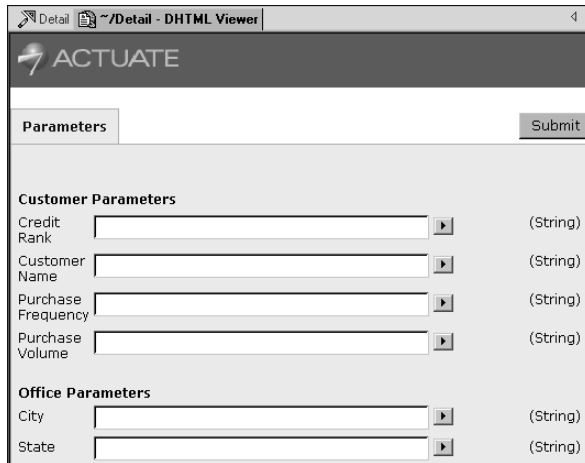 Detail ~/Detail - DHTML Viewer
ACTUATE
Parameters Submit
Customer Parameters
Credit Rank (String)
Customer Name (String)
Purchase Frequency (String)
Purchase Volume (String)
Office Parameters
City (String)
State (String)